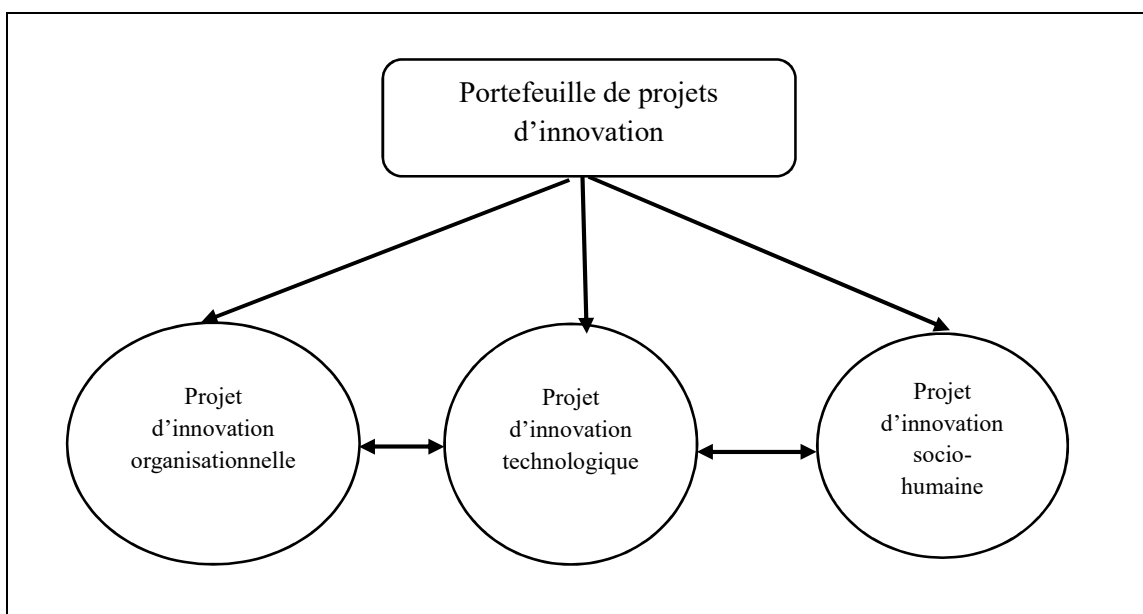 Portefeuille de projets
d’innovation
Projet
d’innovation
organisationnelle
Projet
d’innovation
technologique
Projet
d’innovation
socio-
humaine